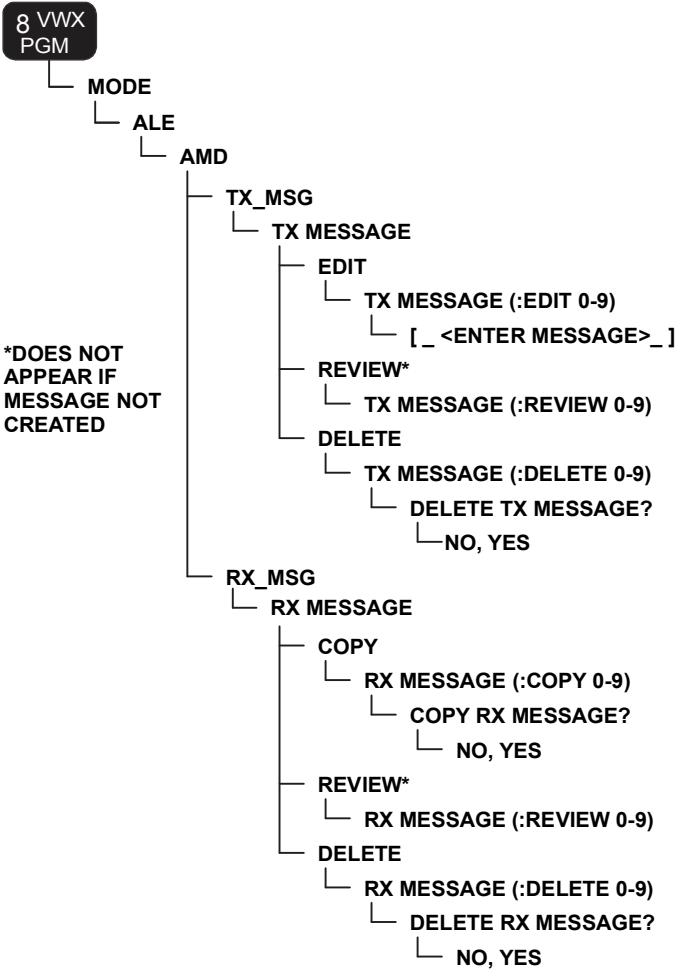 8 VWX
PGM
MODE
ALE
AMD
TX_MSG
TX MESSAGE
EDIT
TX MESSAGE (:EDIT 0-9)
[ _ <ENTER MESSAGE>_ ]
*DOES NOT
APPEAR IF
MESSAGE NOT
CREATED
REVIEW*
TX MESSAGE (:REVIEW 0-9)
DELETE
TX MESSAGE (:DELETE 0-9)
DELETE TX MESSAGE?
NO, YES
RX_MSG
RX MESSAGE
COPY
RX MESSAGE (:COPY 0-9)
COPY RX MESSAGE?
NO, YES
REVIEW*
RX MESSAGE (:REVIEW 0-9)
DELETE
RX MESSAGE (:DELETE 0-9)
DELETE RX MESSAGE?
NO, YES